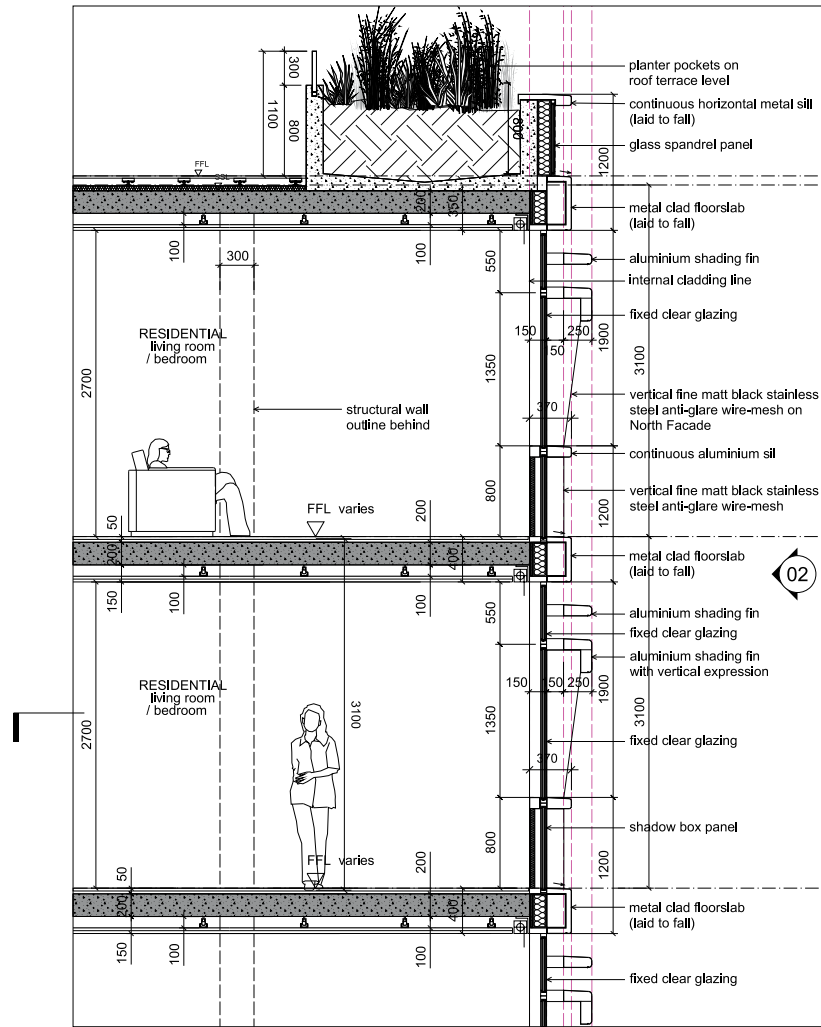 planter pockets on
roof terrace level
continuous horizontal metal sill
(laid to fall)
glass spandrel panel
300
1100
800
800
1200
FFL
SSL
200
350
metal clad floorslab
(laid to fall)
100
100
300
550
aluminium shading fin
internal cladding line
fixed clear glazing
150
250
150
1900
3100
RESIDENTIAL
living room
/ bedroom
2700
1350
370
vertical fine matt black stainless
steel anti-glare wire-mesh on
North Facade
structural wall
outline behind
continuous aluminium sil
800
1200
vertical fine matt black stainless
steel anti-glare wire-mesh
FFL varies
50
200
200
400
metal clad floorslab
(laid to fall)
02
150
100
100
550
aluminium shading fin
fixed clear glazing
aluminium shading fin
with vertical expression
150
150
250
1900
3100
RESIDENTIAL
living room
/ bedroom
2700
3100
1350
fixed clear glazing
370
800
1200
shadow box panel
FFL varies
50
200
200
400
metal clad floorslab
(laid to fall)
150
100
100
fixed clear glazing